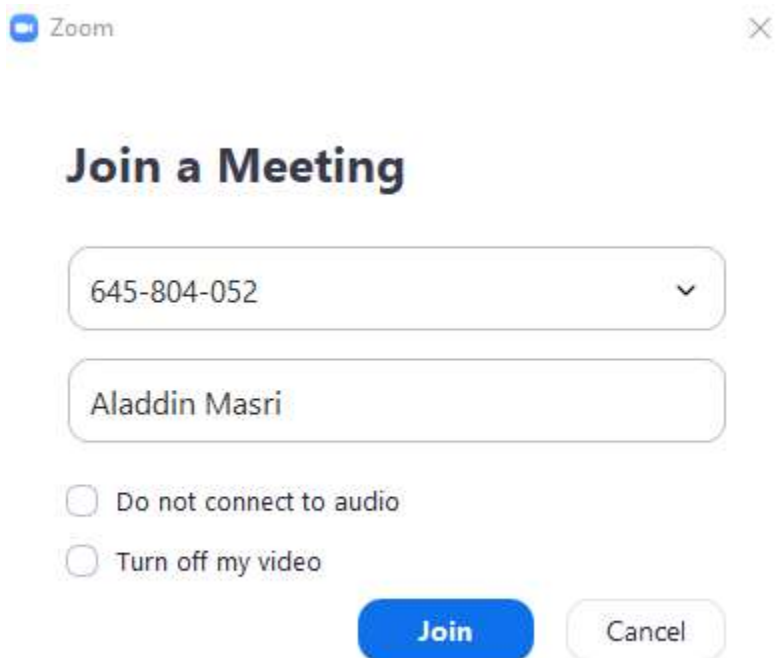 Zoom
Join a Meeting
645-804-052
Aladdin Masri
Do not connect to audio
Turn off my video
Join Cancel